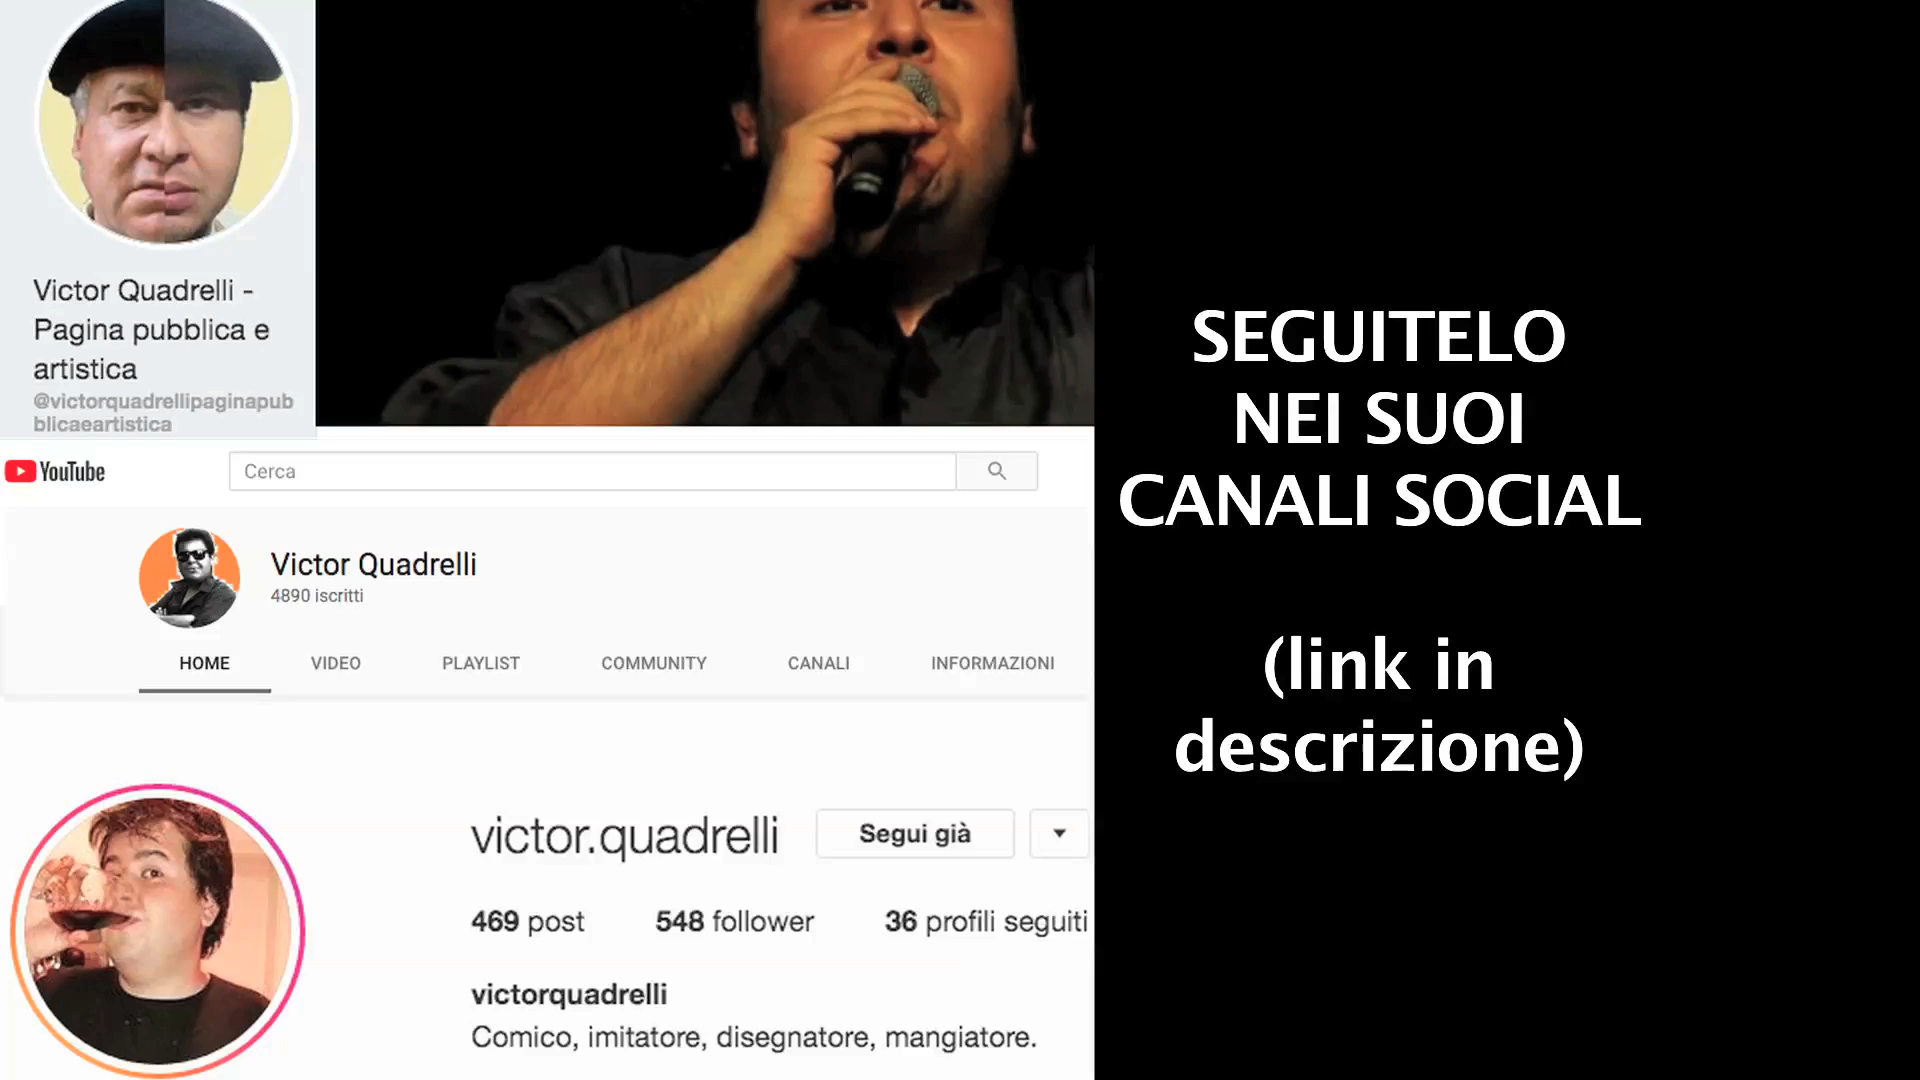 Victor Quadrelli -
Pagina pubblica e
artistica
@victorquadrellipaginapub
blicaeartistica
YouTube
Cerca
Victor Quadrelli
4890 iscritti
HOME VIDEO PLAYLIST COMMUNITY CANALI INFORMAZIONI
victor.quadrelli Segui già
469 post 548 follower 36 profili seguiti
victorquadrelli
Comico, imitatore, disegnatore, mangiatore.
SEGUITELO
NEI SUOI
CANALI SOCIAL
(link in
descrizione)